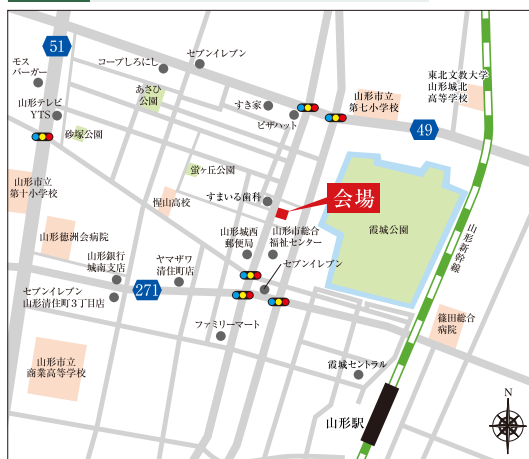 51
モス
バーガー
コープしろにし
セブンイレブン
山形テレビ
YTS
あさひ
公園
すき家
ピザハット
山形市立
第七小学校
東北文教大学
山形城北
高等学校
49
砂塚公園
蛍ヶ丘公園
山形市立
第十小学校
惺山高校
すまいる歯科
会場
霞城公園
山形新幹線
山形徳洲会病院
山形城西
郵便局
山形市総合
福祉センター
山形銀行
城南支店
ヤマザワ
清住町店
セブンイレブン
セブンイレブン
山形清住町3丁目店
271
ファミリーマート
篠田総合
病院
山形市立
商業高等学校
霞城セントラル
山形駅
N